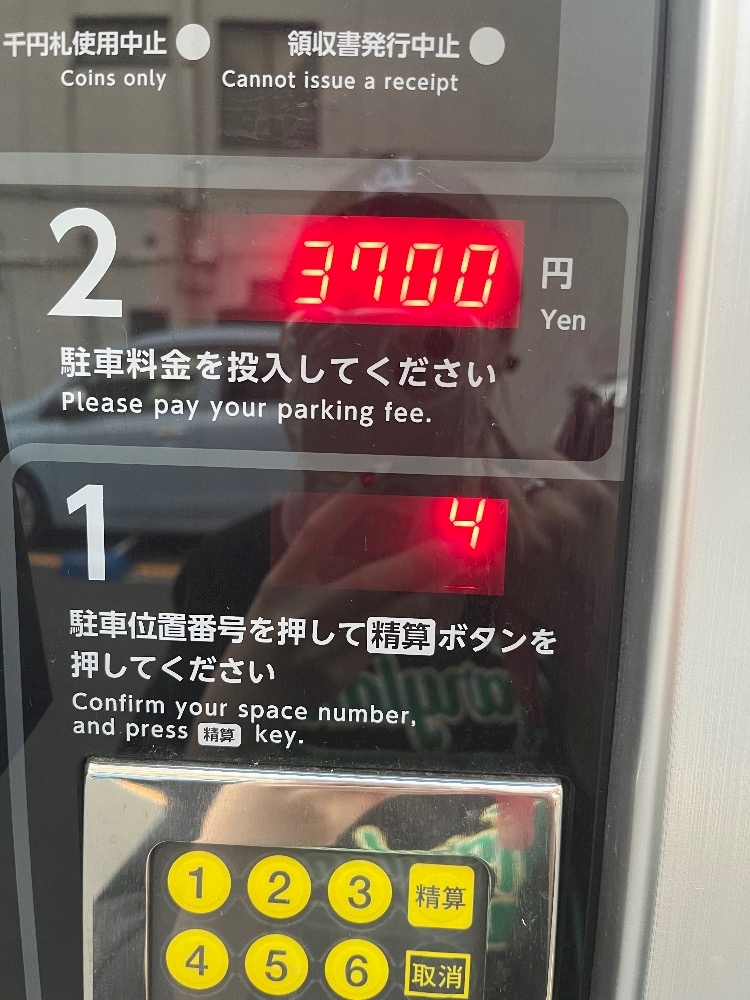 千円札使用中止
Coins only
領収書発行中止
Cannot issue a receipt
2
3700
円
Yen
駐車料金を投入してください
Please pay your parking fee.
1
4
駐車位置番号を押して精算ボタンを
押してください
Confirm your space number,
and press 精算 key.
1 2 3 精算
4 5 6 取消